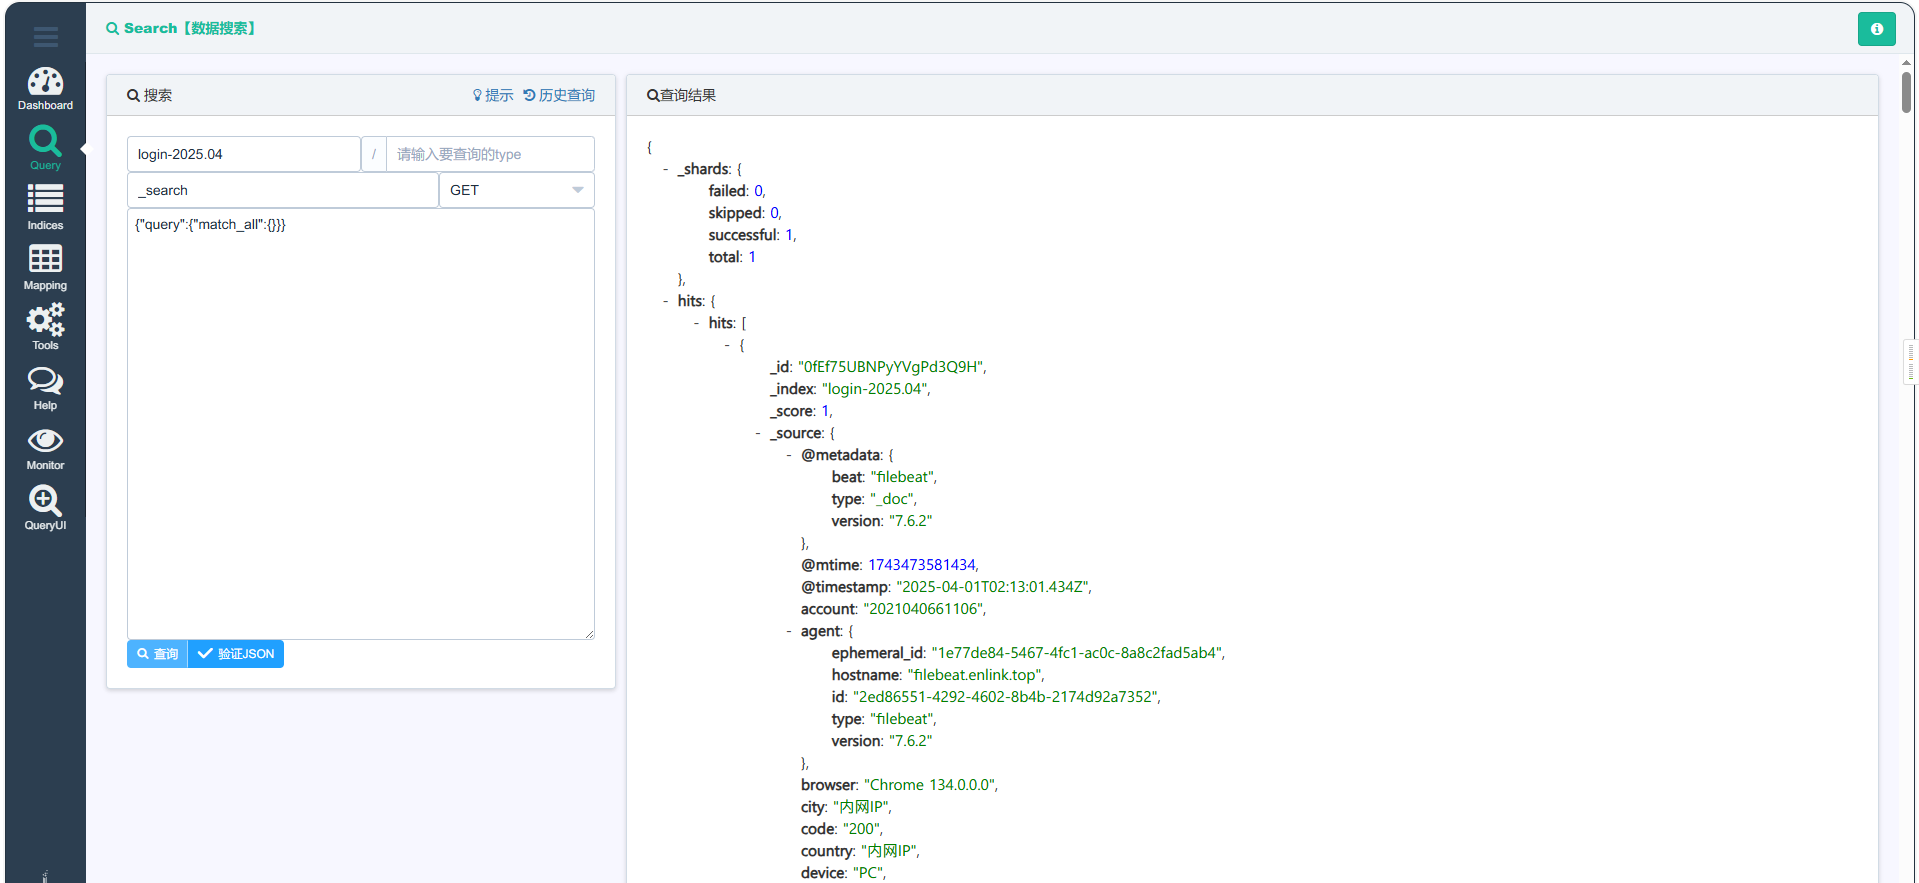 Search【数据搜索】
Dashboard
Query
Indices
Mapping
Tools
Help
Monitor
QueryUI
搜索
提示 历史查询
login-2025.04 / 请输入要查询的type
_search GET
{"query":{"match_all":{}}}
查询 验证JSON
查询结果
{
- _shards: {
failed: 0,
skipped: 0,
successful: 1,
total: 1
},
- hits: {
- hits: [
- {
_id: "0fEf75UBNPyYVgPd3Q9H",
_index: "login-2025.04",
_score: 1,
- _source: {
- @metadata: {
beat: "filebeat",
type: "_doc",
version: "7.6.2"
},
@mtime: 1743473581434,
@timestamp: "2025-04-01T02:13:01.434Z",
account: "2021040661106",
- agent: {
ephemeral_id: "1e77de84-5467-4fc1-ac0c-8a8c2fad5ab4",
hostname: "filebeat.enlink.top",
id: "2ed86551-4292-4602-8b4b-2174d92a7352",
type: "filebeat",
version: "7.6.2"
},
browser: "Chrome 134.0.0.0",
city: "内网IP",
code: "200",
country: "内网IP",
device: "PC",